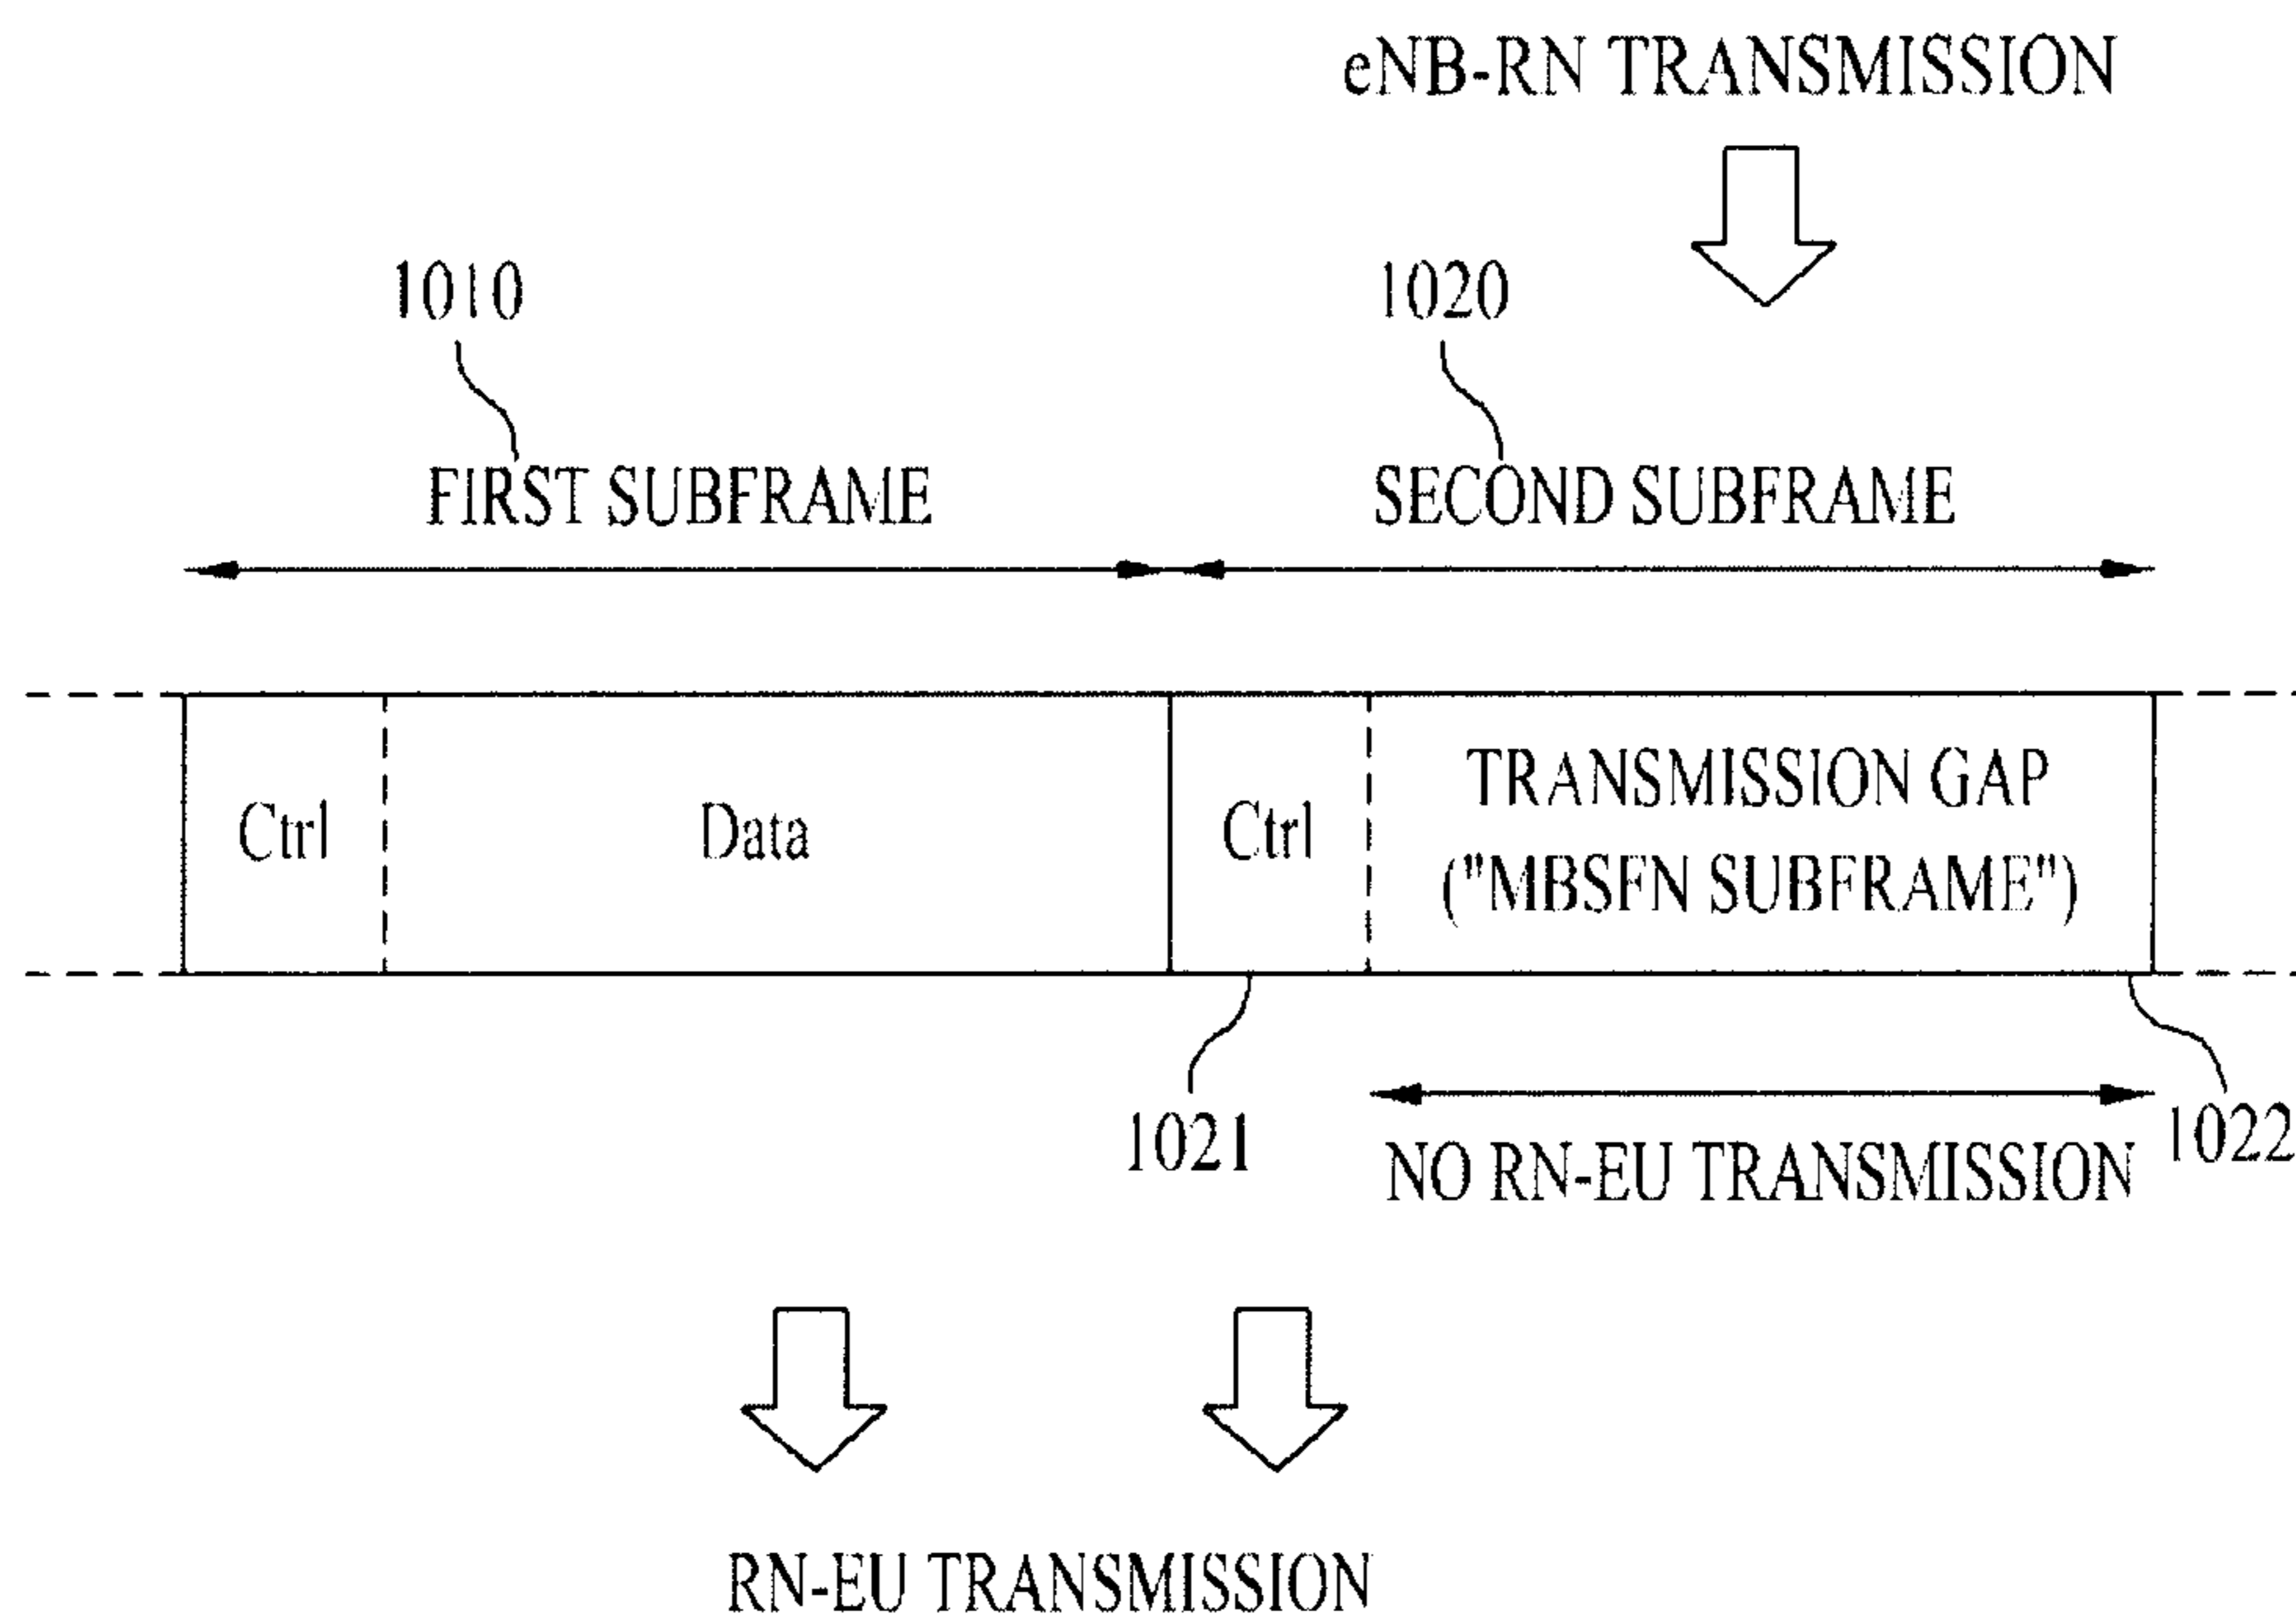 eNB-RN TRANSMISSION
1010
1020
FIRST SUBFRAME
SECOND SUBFRAME
Ctrl
Data
Ctrl
TRANSMISSION GAP
("MBSFN SUBFRAME")
1021
1022
NO RN-EU TRANSMISSION
RN-EU TRANSMISSION